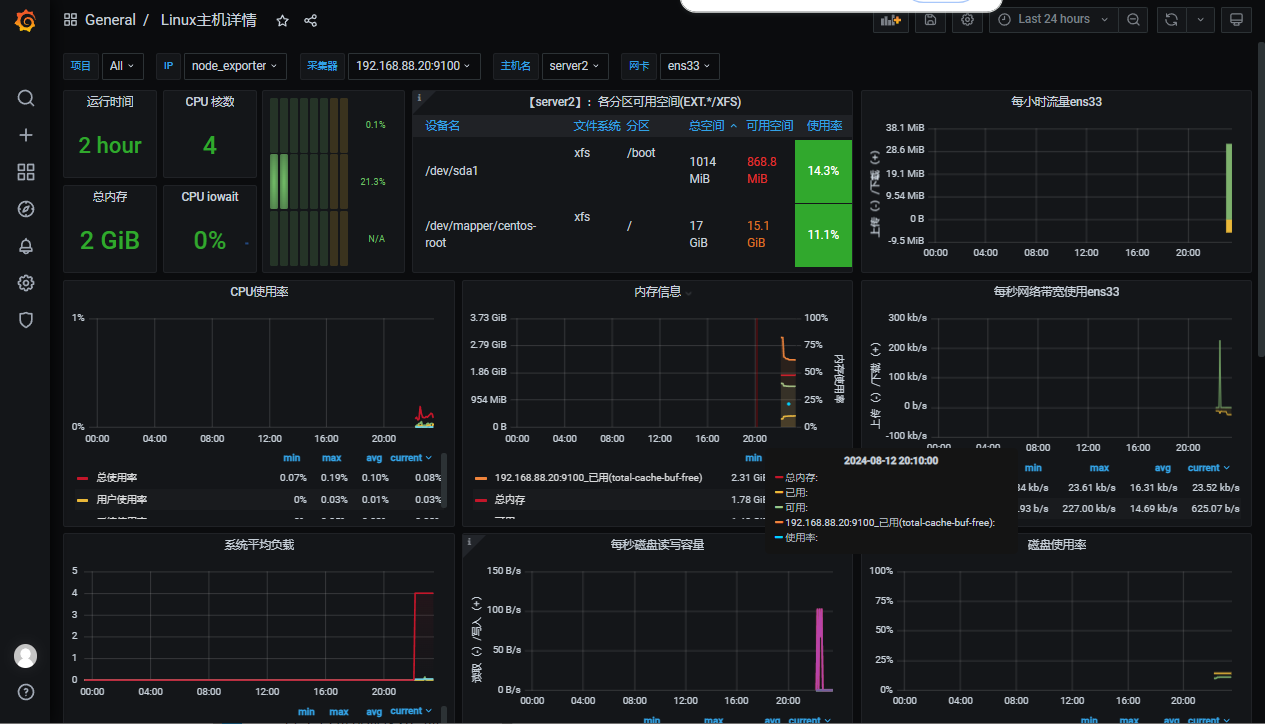 General / Linux主机详情
Last 24 hours
项目 All IP node_exporter 采集器 192.168.88.20:9100 主机名 server2 网卡 ens33
运行时间
2 hour
CPU 核数
4
总内存
2 GiB
CPU iowait
0%
0.1%
21.3%
N/A
【server2】：各分区可用空间(EXT.*/XFS)
设备名 文件系统 分区 总空间 可用空间 使用率
/dev/sda1 xfs /boot 1014 MiB 868.8 MiB 14.3%
/dev/mapper/centos-root xfs / 17 GiB 15.1 GiB 11.1%
每小时流量ens33
上传 (-) /下载 (+)
38.1 MiB
28.6 MiB
19.1 MiB
9.54 MiB
0 B
-9.5 MiB
00:00 04:00 08:00 12:00 16:00 20:00
CPU使用率
1%
0%
00:00 04:00 08:00 12:00 16:00 20:00
min max avg current
总使用率 0.07% 0.19% 0.10% 0.08%
用户使用率 0% 0.03% 0.01% 0.03%
内存信息
3.73 GiB
2.79 GiB
1.86 GiB
954 MiB
0 B
100%
75%
50%
25%
0%
内存使用率
00:00 04:00 08:00 12:00 16:00 20:00
min
192.168.88.20:9100_已用(total-cache-buf-free) 2.31 GiB
总内存 1.78 GiB
2024-08-12 20:10:00
总内存:
已用:
可用:
192.168.88.20:9100_已用(total-cache-buf-free):
使用率:
每秒网络带宽使用ens33
上传 (-) /下载 (+)
300 kb/s
200 kb/s
100 kb/s
0 b/s
-100 kb/s
00:00 04:00 08:00 12:00 16:00 20:00
min max avg current
kb/s 23.61 kb/s 16.31 kb/s 23.52 kb/s
b/s 227.00 kb/s 14.69 kb/s 625.07 b/s
系统平均负载
5
4
3
2
1
0
00:00 04:00 08:00 12:00 16:00 20:00
min max avg current
每秒磁盘读写容量
读取 (-) /写入 (+)
150 B/s
100 B/s
50 B/s
0 B/s
00:00 04:00 08:00 12:00 16:00 20:00
min max avg current
磁盘使用率
100%
75%
50%
25%
0%
00:00 04:00 08:00 12:00 16:00 20:00
min max avg current